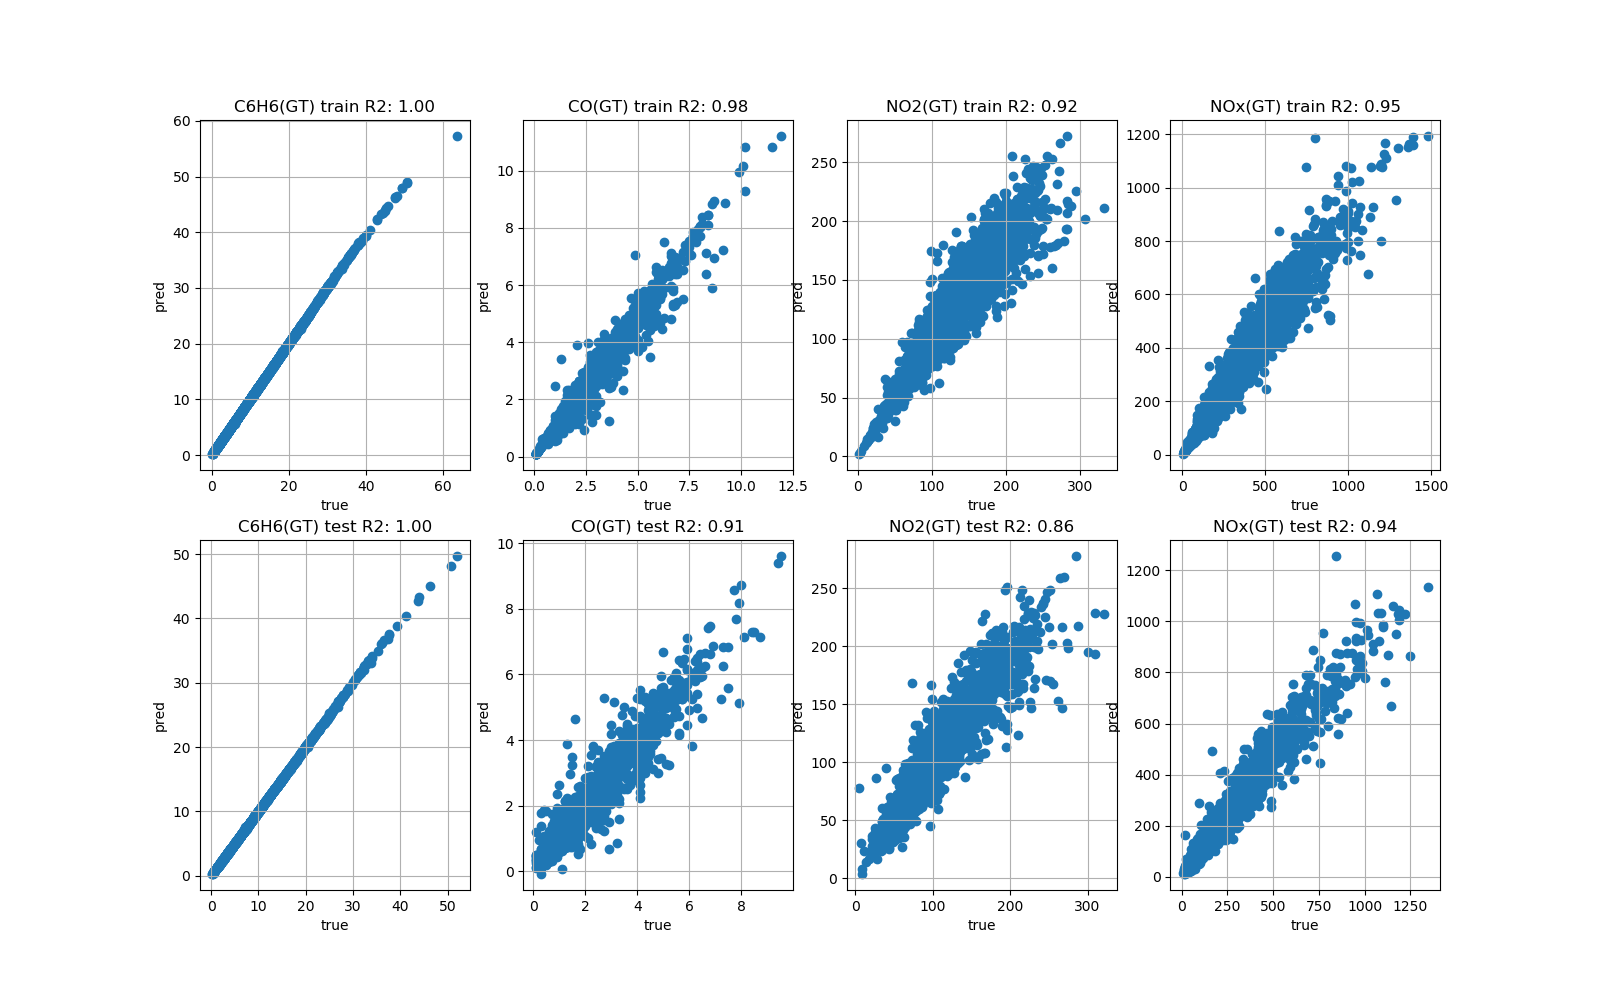 C6H6(GT) train R2: 1.00
CO(GT) train R2: 0.98
NO2(GT) train R2: 0.92
NOx(GT) train R2: 0.95
pred
60
50
40
30
20
10
0
0 20 40 60
true
pred
10
8
6
4
2
0
0.0 2.5 5.0 7.5 10.0 12.5
true
pred
250
200
150
100
50
0
0 100 200 300
true
pred
1200
1000
800
600
400
200
0
0 500 1000 1500
true
C6H6(GT) test R2: 1.00
CO(GT) test R2: 0.91
NO2(GT) test R2: 0.86
NOx(GT) test R2: 0.94
pred
50
40
30
20
10
0
0 10 20 30 40 50
true
pred
10
8
6
4
2
0
0 2 4 6 8
true
pred
250
200
150
100
50
0
0 100 200 300
true
pred
1200
1000
800
600
400
200
0
0 250 500 750 1000 1250
true